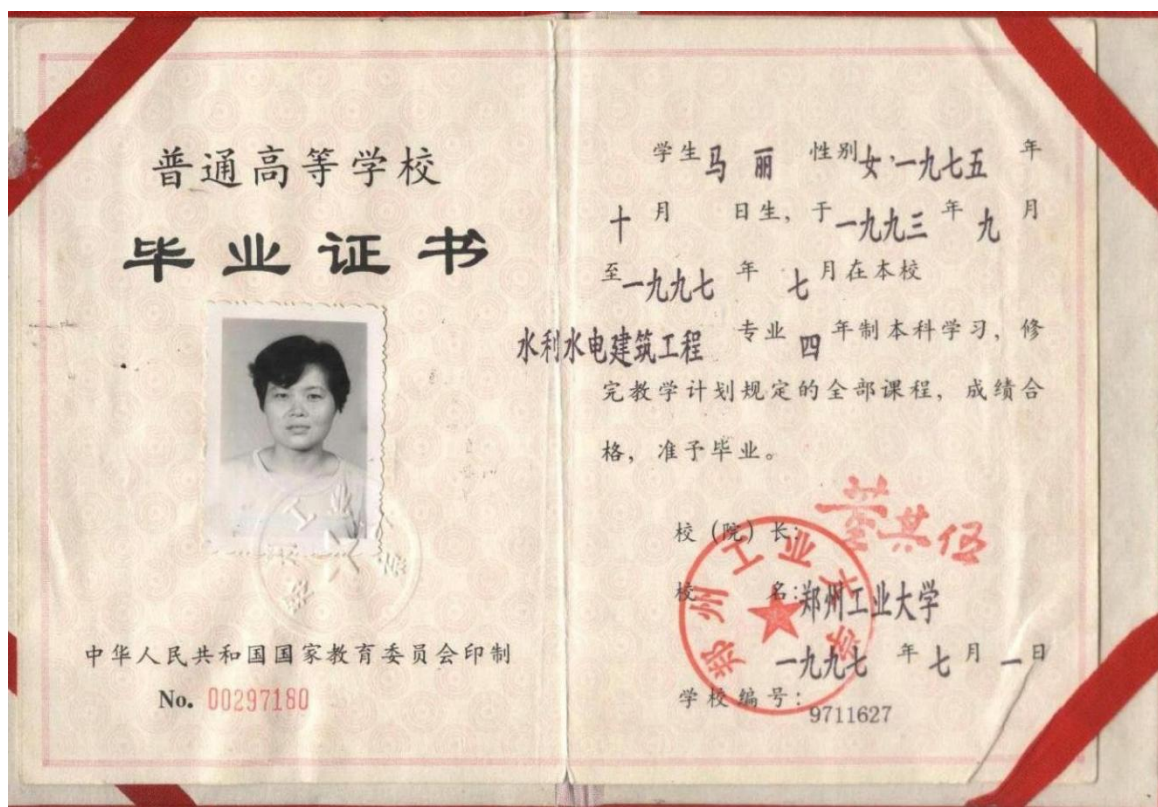 普通高等学校
毕业证书
中华人民共和国国家教育委员会印制
No. 00297180
学生马丽 性别女,一九七五 年
十月 日生, 于一九九三年九月
至一九九七 年 七月在本校
水利水电建筑工程 专业 四 年制本科学习, 修
完教学计划规定的全部课程, 成绩合
格, 准予毕业。
校(院)长:
校 名:郑州工业大学
郑州工业大学
一九九七 年七月一日
学校编号:9711627